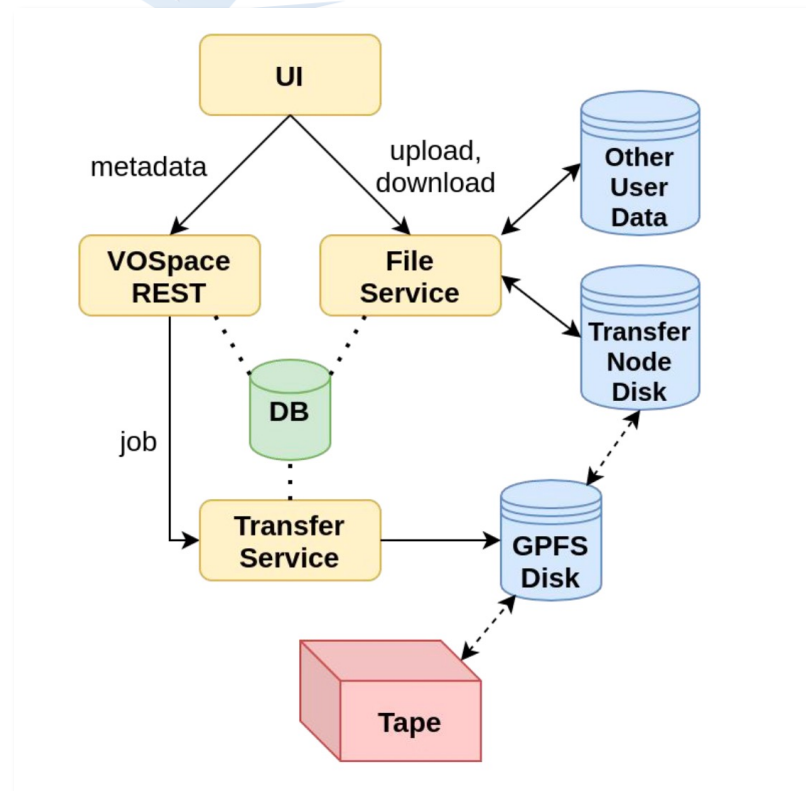 UI
metadata
upload,
download
Other
User
Data
VOSpace
REST
File
Service
Transfer
Node
Disk
DB
job
Transfer
Service
GPFS
Disk
Tape